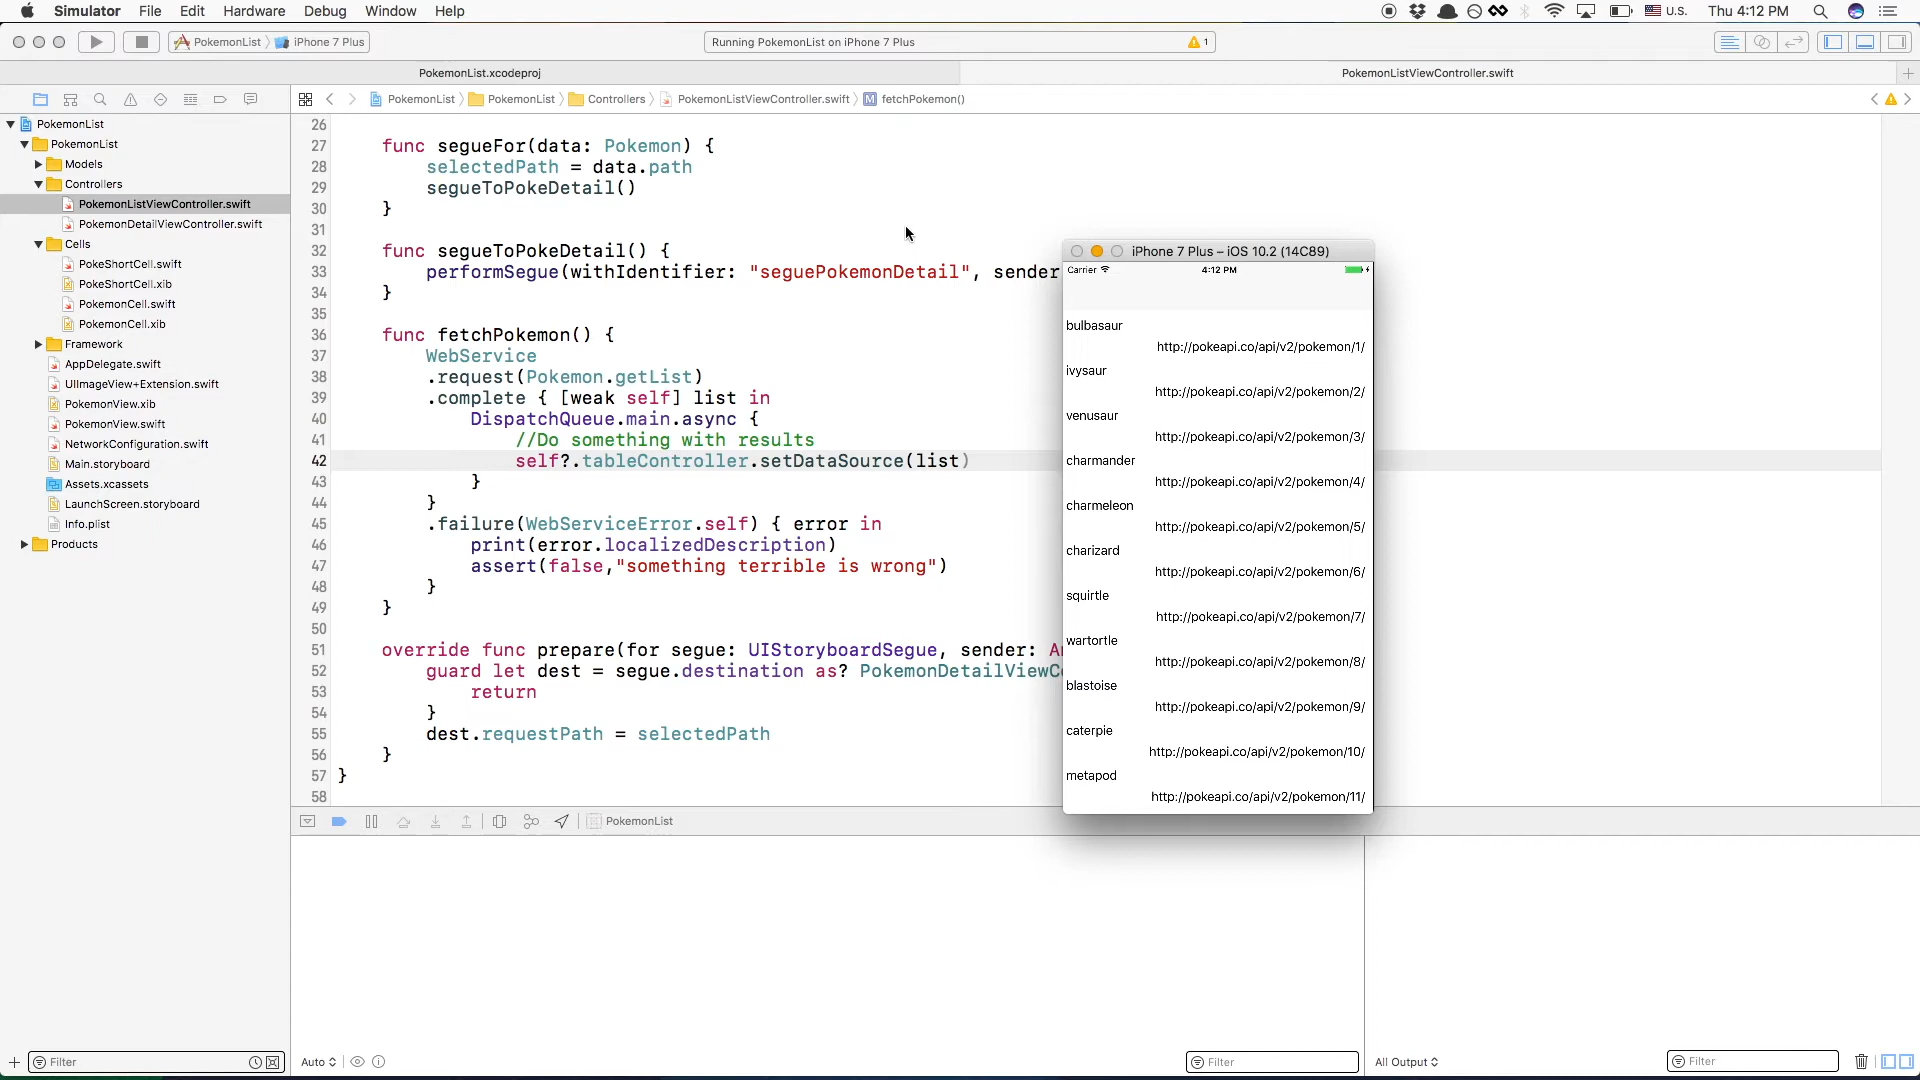 Simulator File Edit Hardware Debug Window Help
U.S. Thu 4:12 PM
PokemonList iPhone 7 Plus
Running PokemonList on iPhone 7 Plus
1
PokemonList.xcodeproj
PokemonListViewController.swift
PokemonList PokemonList Controllers PokemonListViewController.swift M fetchPokemon()
PokemonList
PokemonList
Models
Controllers
PokemonListViewController.swift
PokemonDetailViewController.swift
Cells
PokeShortCell.swift
PokeShortCell.xib
PokemonCell.swift
PokemonCell.xib
Framework
AppDelegate.swift
UIImageView+Extension.swift
PokemonView.xib
PokemonView.swift
NetworkConfiguration.swift
Main.storyboard
Assets.xcassets
LaunchScreen.storyboard
Info.plist
Products
26
27 func segueFor(data: Pokemon) {
28 selectedPath = data.path
29 segueToPokeDetail()
30 }
31
32 func segueToPokeDetail() {
33 performSegue(withIdentifier: "seguePokemonDetail", sender
34 }
35
36 func fetchPokemon() {
37 WebService
38 .request(Pokemon.getList)
39 .complete { [weak self] list in
40 DispatchQueue.main.async {
41 //Do something with results
42 self?.tableController.setDataSource(list)
43 }
44 }
45 .failure(WebServiceError.self) { error in
46 print(error.localizedDescription)
47 assert(false,"something terrible is wrong")
48 }
49 }
50
51 override func prepare(for segue: UIStoryboardSegue, sender: A
52 guard let dest = segue.destination as? PokemonDetailViewC
53 return
54 }
55 dest.requestPath = selectedPath
56 }
57 }
58
iPhone 7 Plus – iOS 10.2 (14C89)
Carrier 4:12 PM
bulbasaur
http://pokeapi.co/api/v2/pokemon/1/
ivysaur
http://pokeapi.co/api/v2/pokemon/2/
venusaur
http://pokeapi.co/api/v2/pokemon/3/
charmander
http://pokeapi.co/api/v2/pokemon/4/
charmeleon
http://pokeapi.co/api/v2/pokemon/5/
charizard
http://pokeapi.co/api/v2/pokemon/6/
squirtle
http://pokeapi.co/api/v2/pokemon/7/
wartortle
http://pokeapi.co/api/v2/pokemon/8/
blastoise
http://pokeapi.co/api/v2/pokemon/9/
caterpie
http://pokeapi.co/api/v2/pokemon/10/
metapod
http://pokeapi.co/api/v2/pokemon/11/
PokemonList
Filter
Auto
Filter
All Output
Filter